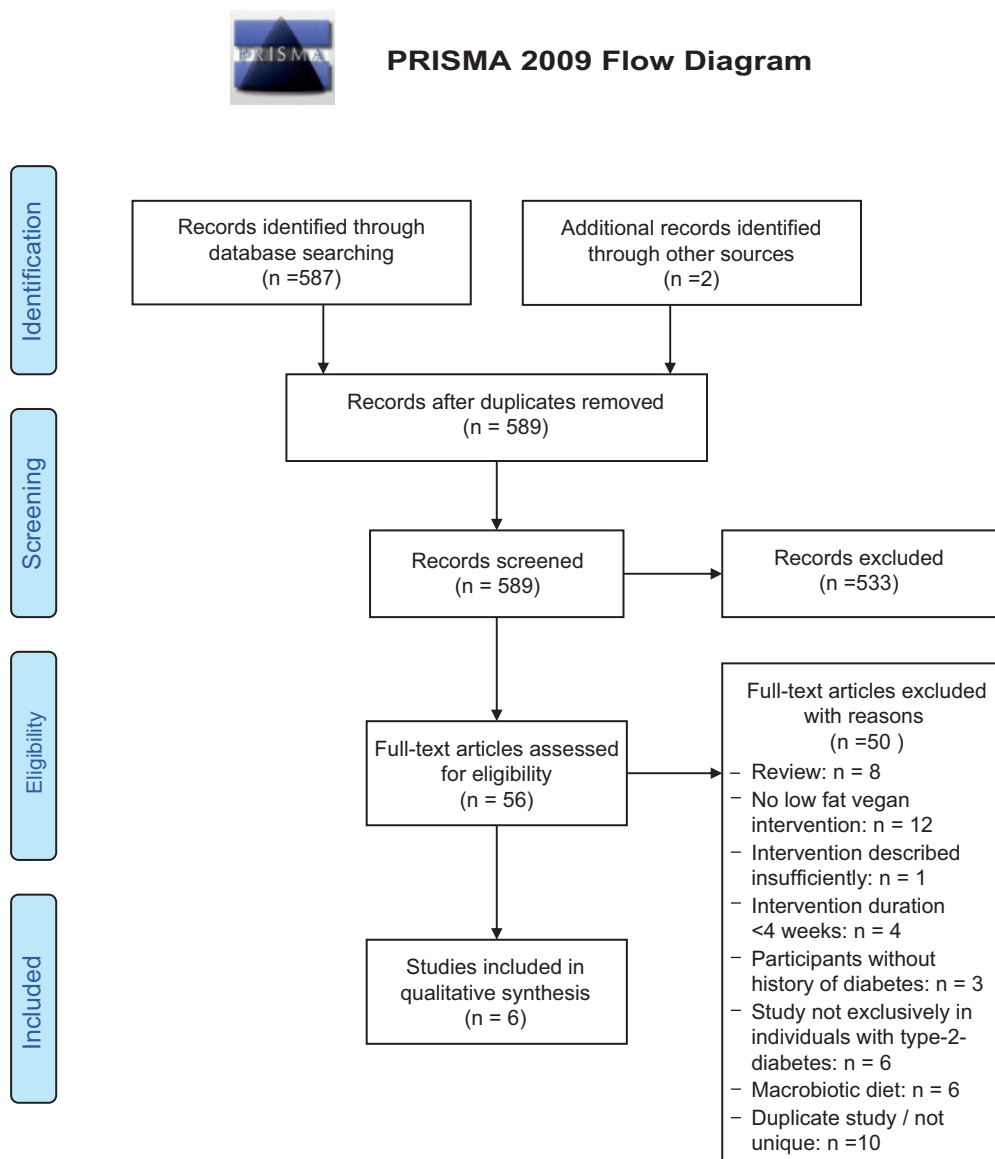 PRISMA
PRISMA 2009 Flow Diagram
Identification
Records identified through
database searching
(n =587)
Additional records identified
through other sources
(n =2)
Records after duplicates removed
(n = 589)
Screening
Records screened
(n = 589)
Records excluded
(n =533)
Eligibility
Full-text articles assessed
for eligibility
(n = 56)
Full-text articles excluded
with reasons
(n =50 )
– Review: n = 8
– No low fat vegan
intervention: n = 12
– Intervention described
insufficiently: n = 1
– Intervention duration
<4 weeks: n = 4
– Participants without
history of diabetes: n = 3
– Study not exclusively in
individuals with type-2-
diabetes: n = 6
– Macrobiotic diet: n = 6
– Duplicate study / not
unique: n =10
Included
Studies included in
qualitative synthesis
(n = 6)